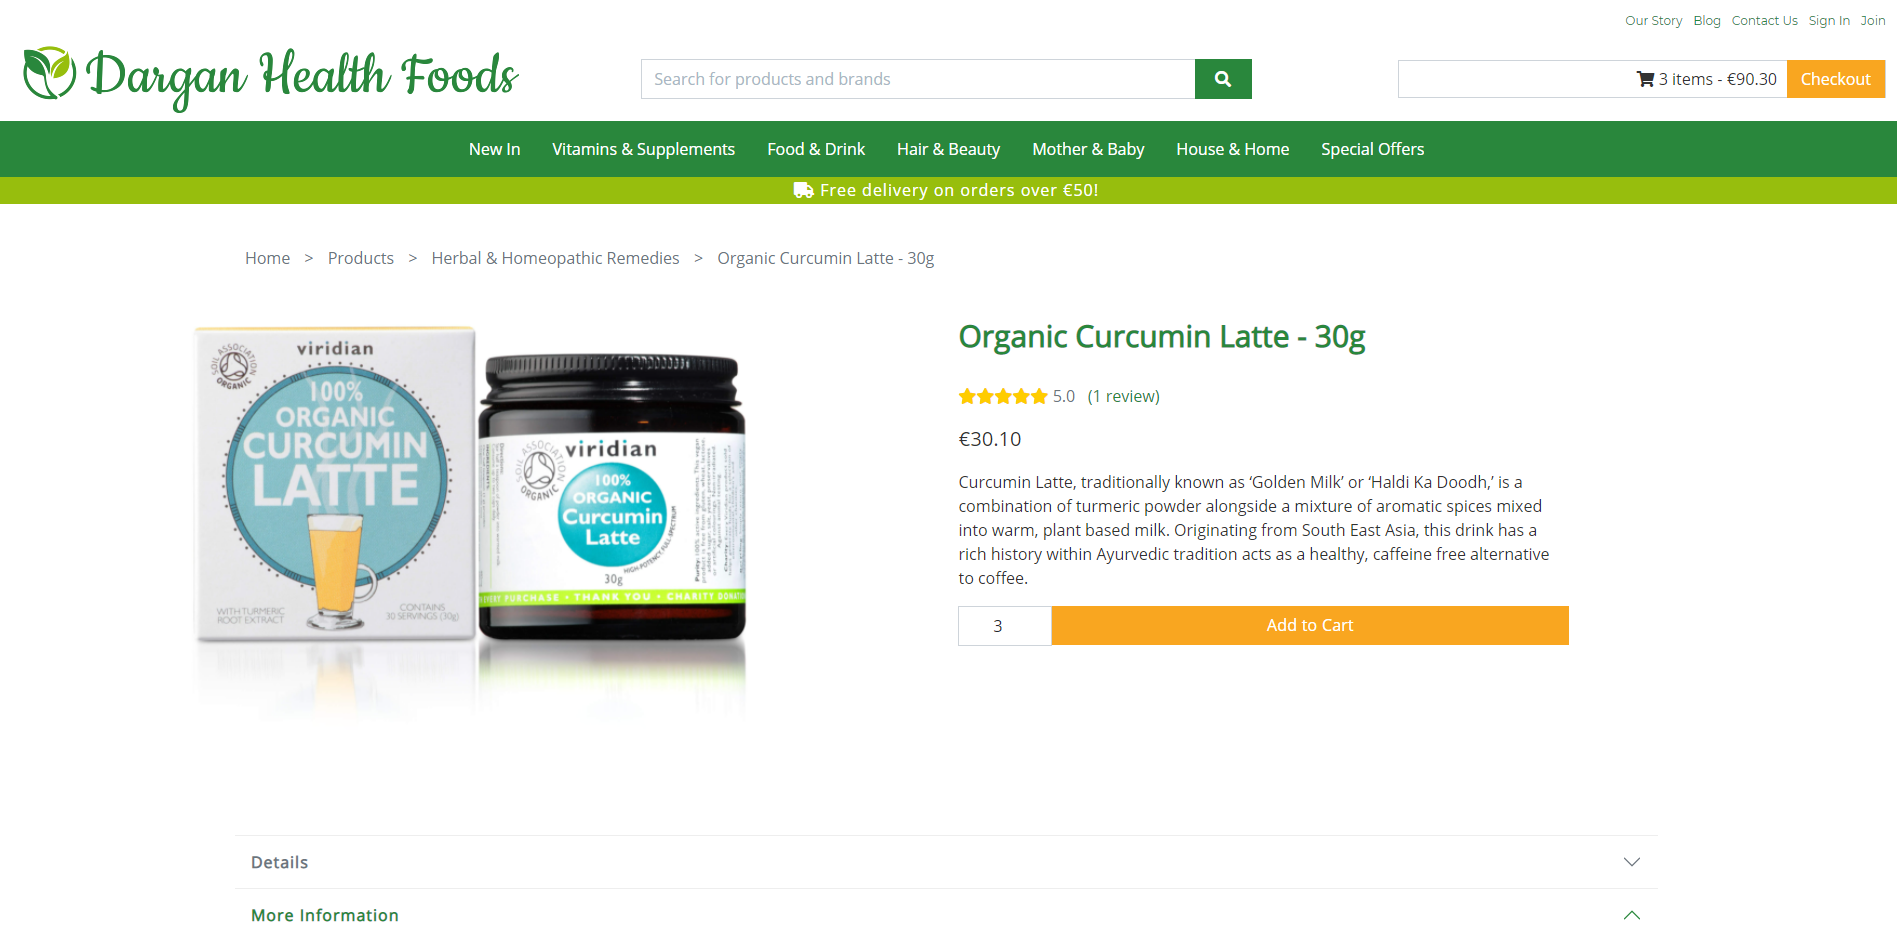 Our Story Blog Contact Us Sign In Join
Dargan Health Foods
Search for products and brands
3 items - €90.30
Checkout
New In Vitamins & Supplements Food & Drink Hair & Beauty Mother & Baby House & Home Special Offers
Free delivery on orders over €50!
Home > Products > Herbal & Homeopathic Remedies > Organic Curcumin Latte - 30g
SOIL ASSOCIATION
ORGANIC
viridian
100%
ORGANIC
CURCUMIN
LATTE
WITH TURMERIC
ROOT EXTRACT
CONTAINS
30 SERVINGS (30g)
SOIL ASSOCIATION
ORGANIC
viridian
100%
ORGANIC
Curcumin
Latte
HIGH POTENCY FULL-SPECTRUM
30g
EVERY PURCHASE • THANK YOU • CHARITY DONAT
Organic Curcumin Latte - 30g
5.0 (1 review)
€30.10
Curcumin Latte, traditionally known as ‘Golden Milk’ or ‘Haldi Ka Doodh,’ is a
combination of turmeric powder alongside a mixture of aromatic spices mixed
into warm, plant based milk. Originating from South East Asia, this drink has a
rich history within Ayurvedic tradition acts as a healthy, caffeine free alternative
to coffee.
3
Add to Cart
Details
More Information